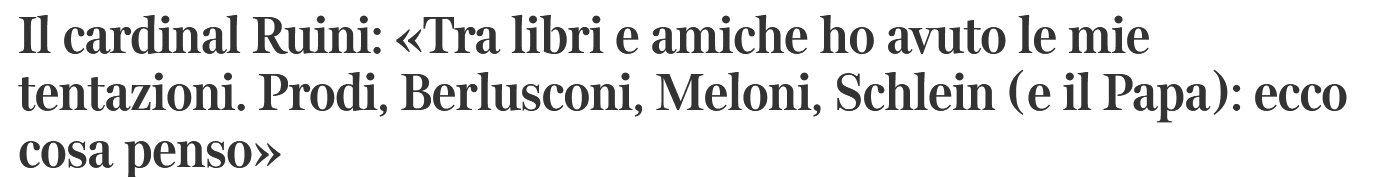 Il cardinal Ruini: «Tra libri e amiche ho avuto le mie
tentazioni. Prodi, Berlusconi, Meloni, Schlein (e il Papa): ecco
cosa penso»